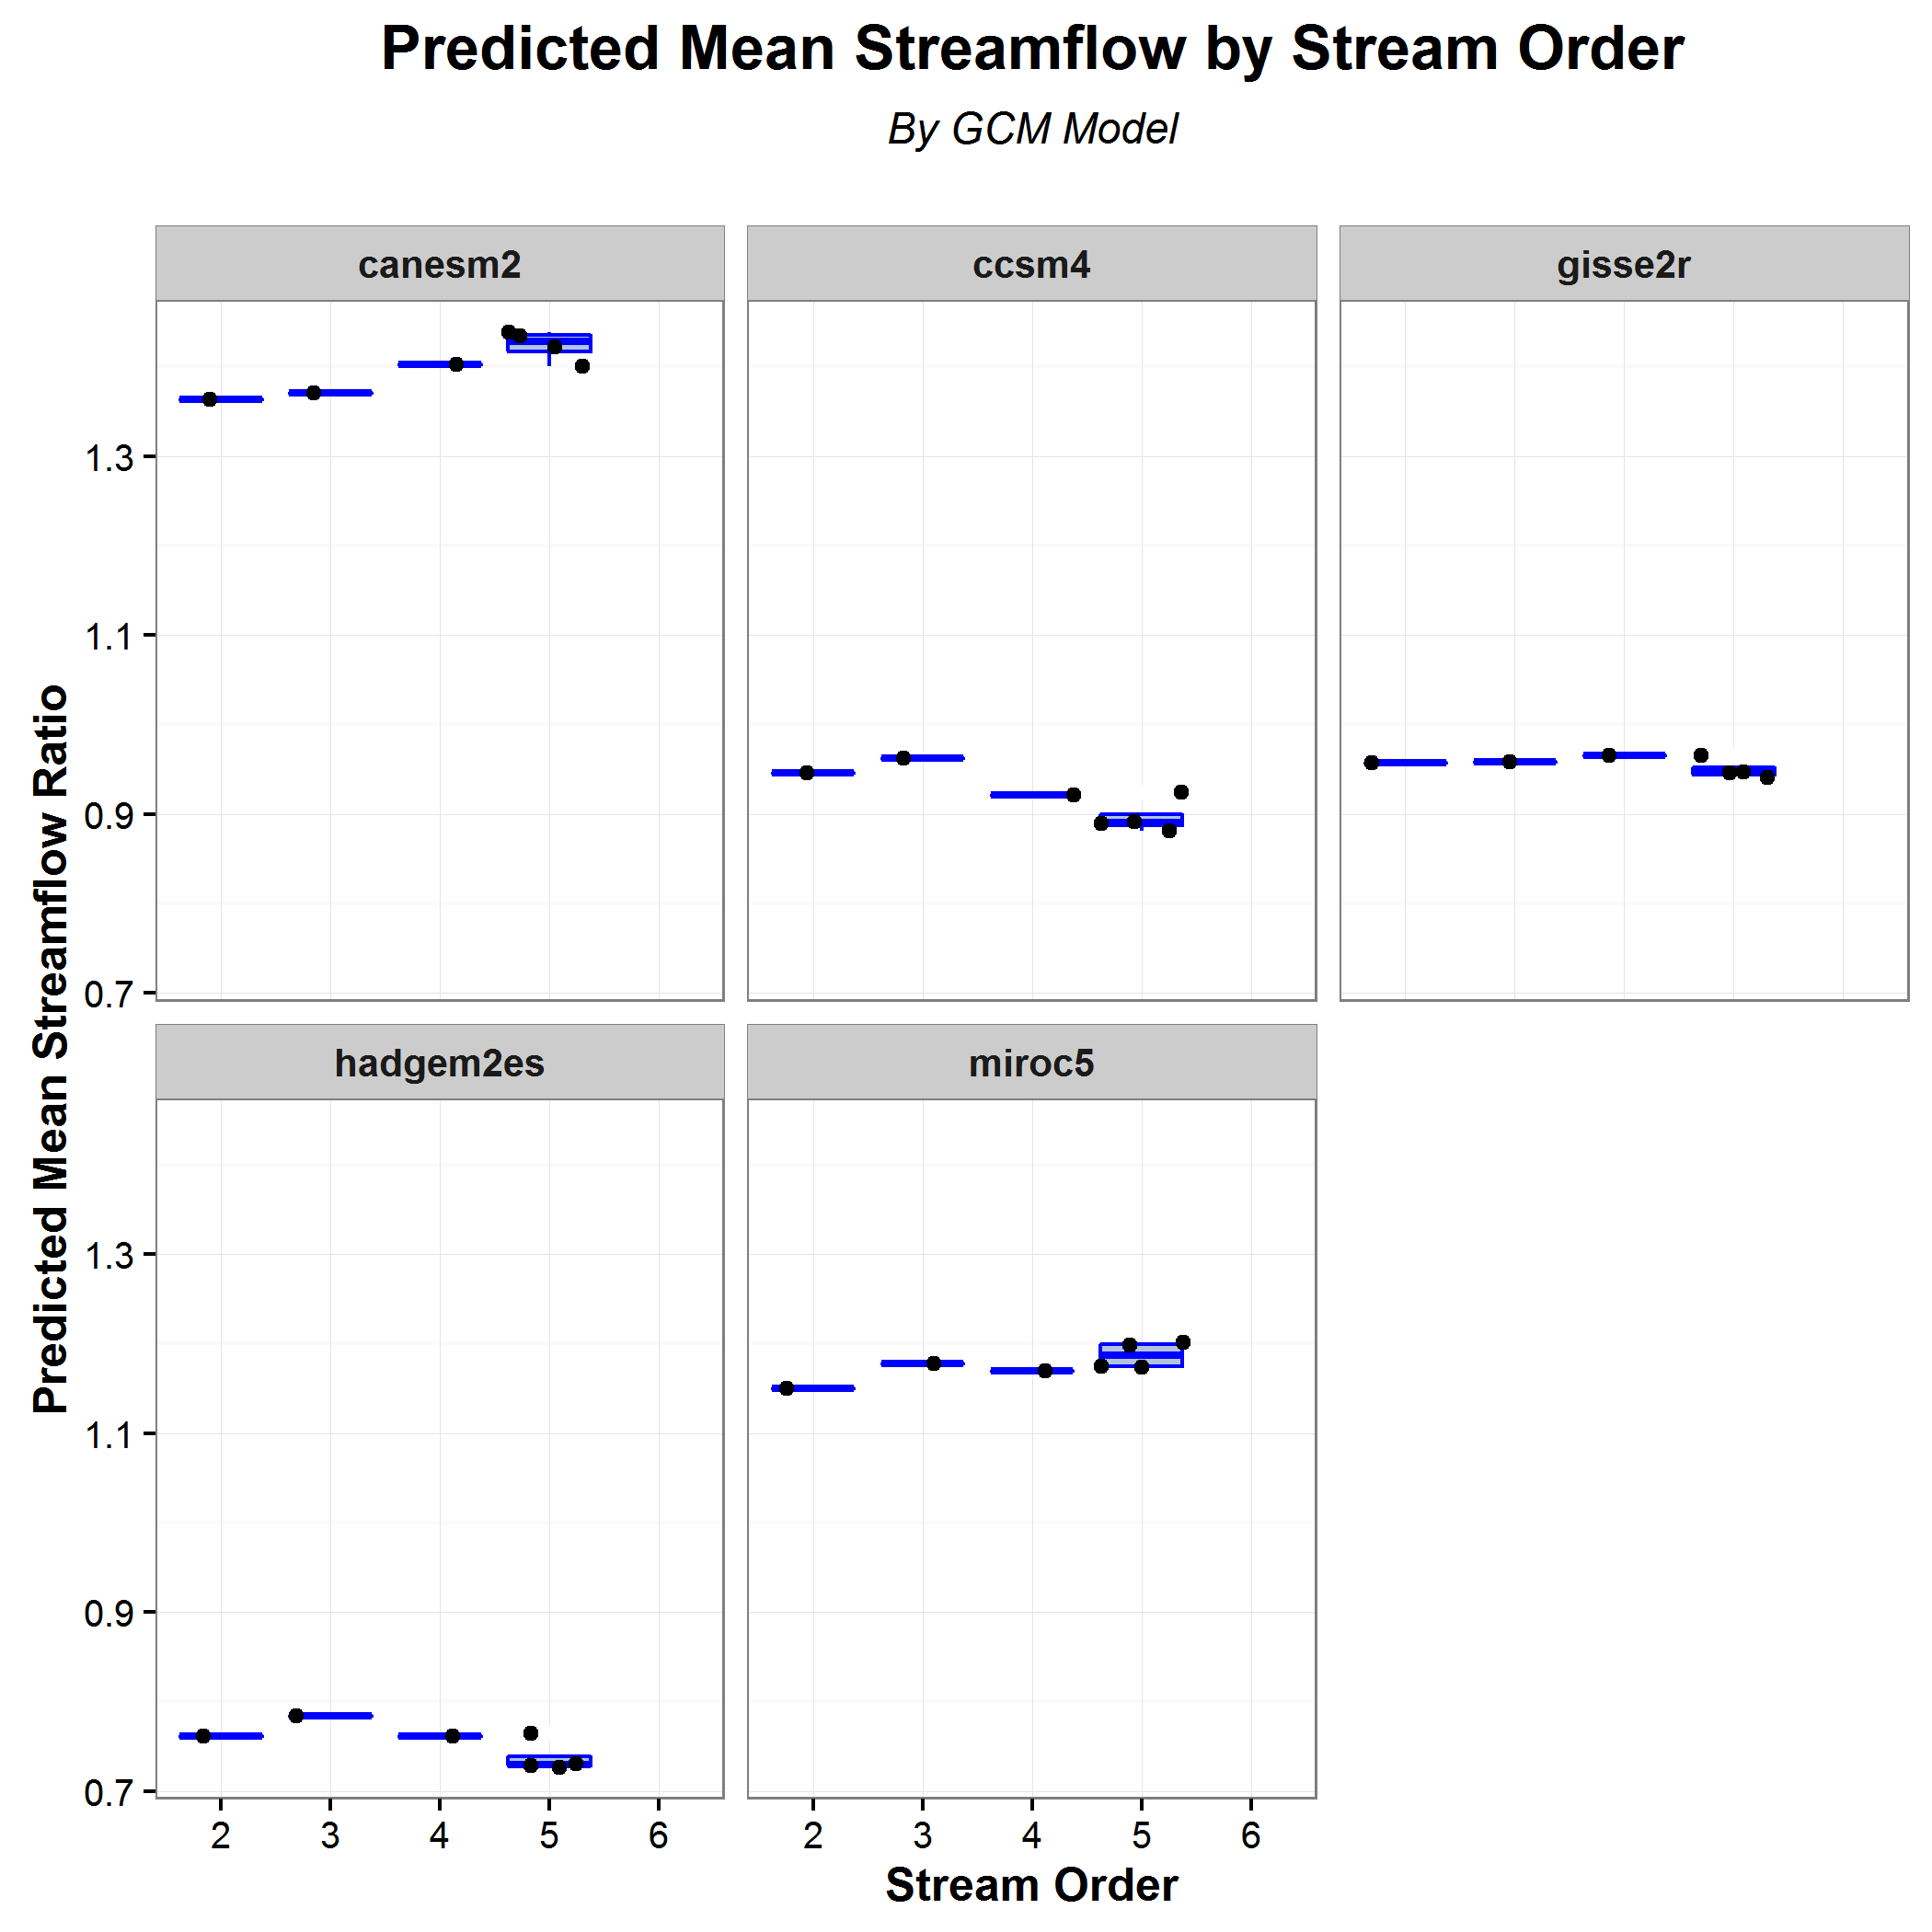 Predicted Mean Streamflow by Stream Order
By GCM Model
canesm2
ccsm4
gisse2r
1.3
1.1
0.9
0.7
Predicted Mean Streamflow Ratio
hadgem2es
miroc5
1.3
1.1
0.9
0.7
2 3 4 5 6
2 3 4 5 6
Stream Order